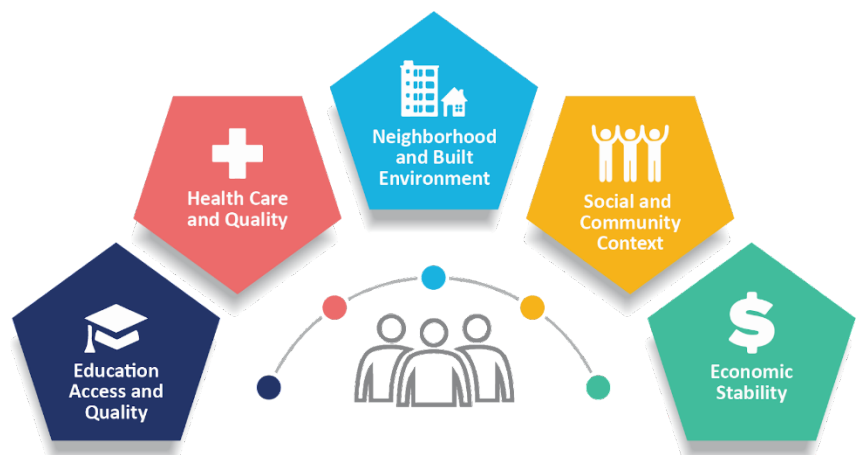 Neighborhood
and Built
Environment
Health Care
and Quality
Social and
Community
Context
Education
Access and
Quality
$
Economic
Stability